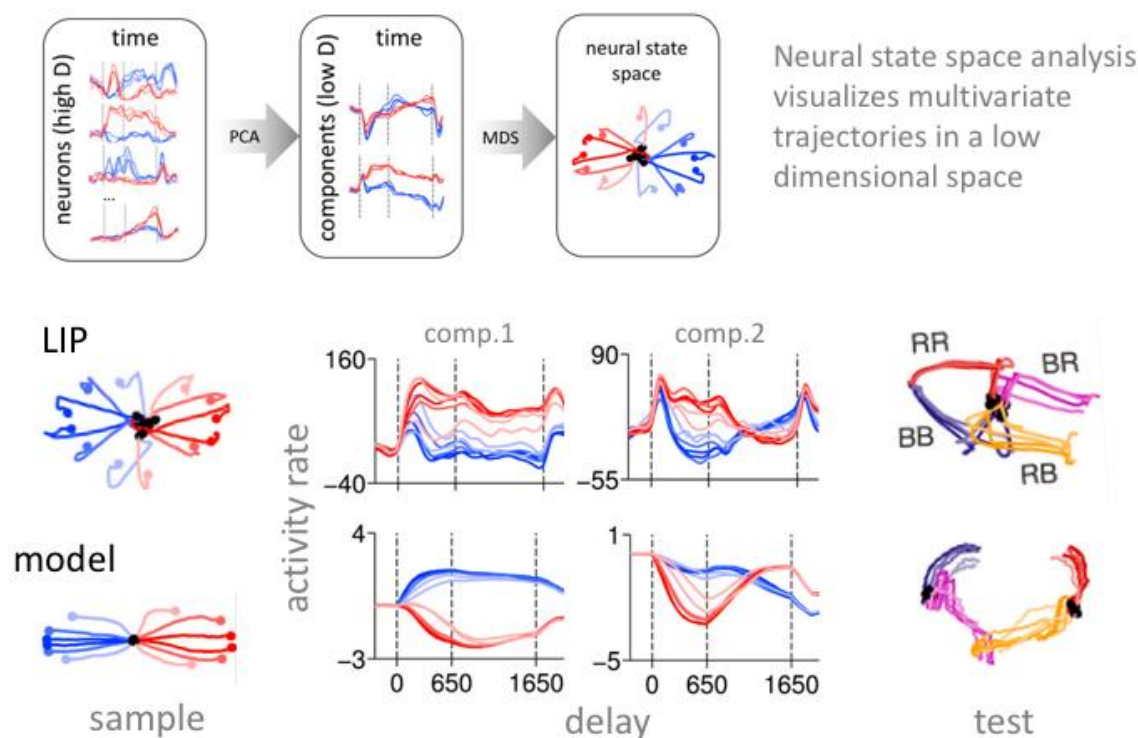 time
neurons (high D)
...
PCA
time
components (low D)
MDS
neural state
space
Neural state space analysis
visualizes multivariate
trajectories in a low
dimensional space
LIP
comp.1
comp.2
160
-40
90
-55
RR
BR
BB
RB
activity rate
model
4
-3
0
650
1650
1
-5
0
650
1650
sample
delay
test